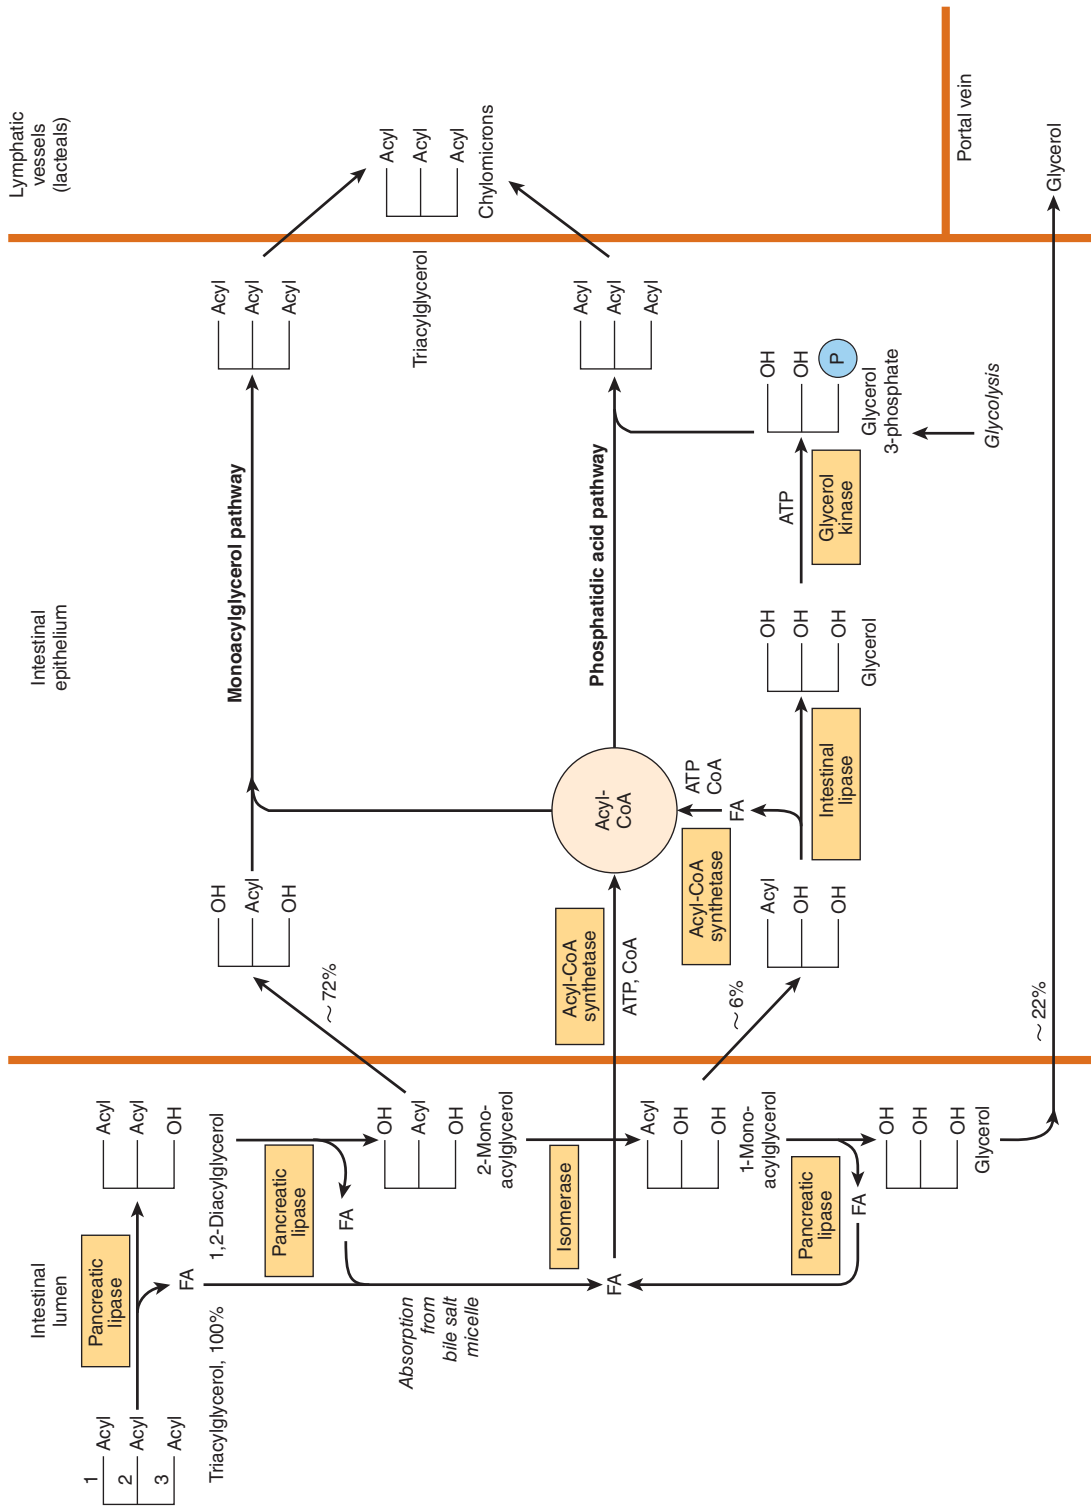 Intestinal
lumen
Intestinal
epithelium
Lymphatic
vessels
(lacteals)
1
2
3
Acyl
Acyl
Acyl
Triacylglycerol, 100%
Pancreatic
lipase
FA
Acyl
Acyl
OH
1,2-Diacylglycerol
Pancreatic
lipase
FA
Absorption
from
bile salt
micelle
OH
Acyl
OH
2-Mono-
acylglycerol
~ 72%
OH
Acyl
OH
Monoacylglycerol pathway
Acyl
Acyl
Acyl
Triacylglycerol
Acyl
Acyl
Acyl
Chylomicrons
Isomerase
FA
Acyl-CoA
synthetase
ATP, CoA
Acyl-
CoA
Phosphatidic acid pathway
Acyl
Acyl
Acyl
Acyl
OH
OH
1-Mono-
acylglycerol
~ 6%
Acyl-CoA
synthetase
ATP
CoA
FA
Acyl
OH
OH
Intestinal
lipase
OH
OH
OH
Glycerol
ATP
Glycerol
kinase
OH
OH
P
Glycerol
3-phosphate
Glycolysis
Pancreatic
lipase
FA
OH
OH
OH
Glycerol
~ 22%
Portal vein
Glycerol